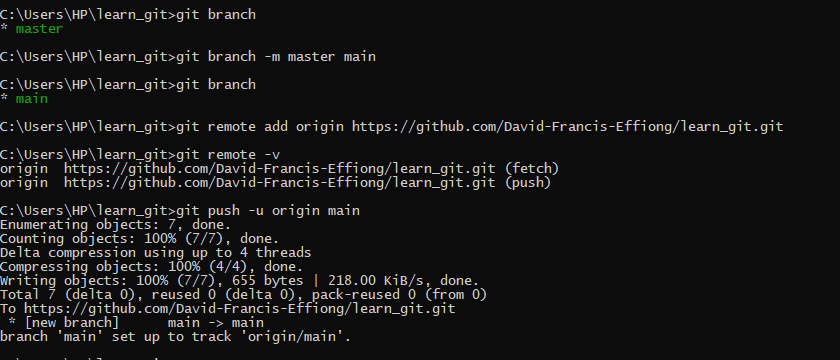 C:\Users\HP\learn_git>git branch
* master
C:\Users\HP\learn_git>git branch -m master main
C:\Users\HP\learn_git>git branch
* main
C:\Users\HP\learn_git>git remote add origin https://github.com/David-Francis-Effiong/learn_git.git
C:\Users\HP\learn_git>git remote -v
origin  https://github.com/David-Francis-Effiong/learn_git.git (fetch)
origin  https://github.com/David-Francis-Effiong/learn_git.git (push)
C:\Users\HP\learn_git>git push -u origin main
Enumerating objects: 7, done.
Counting objects: 100% (7/7), done.
Delta compression using up to 4 threads
Compressing objects: 100% (4/4), done.
Writing objects: 100% (7/7), 655 bytes | 218.00 KiB/s, done.
Total 7 (delta 0), reused 0 (delta 0), pack-reused 0 (from 0)
To https://github.com/David-Francis-Effiong/learn_git.git
 * [new branch]      main -> main
branch 'main' set up to track 'origin/main'.